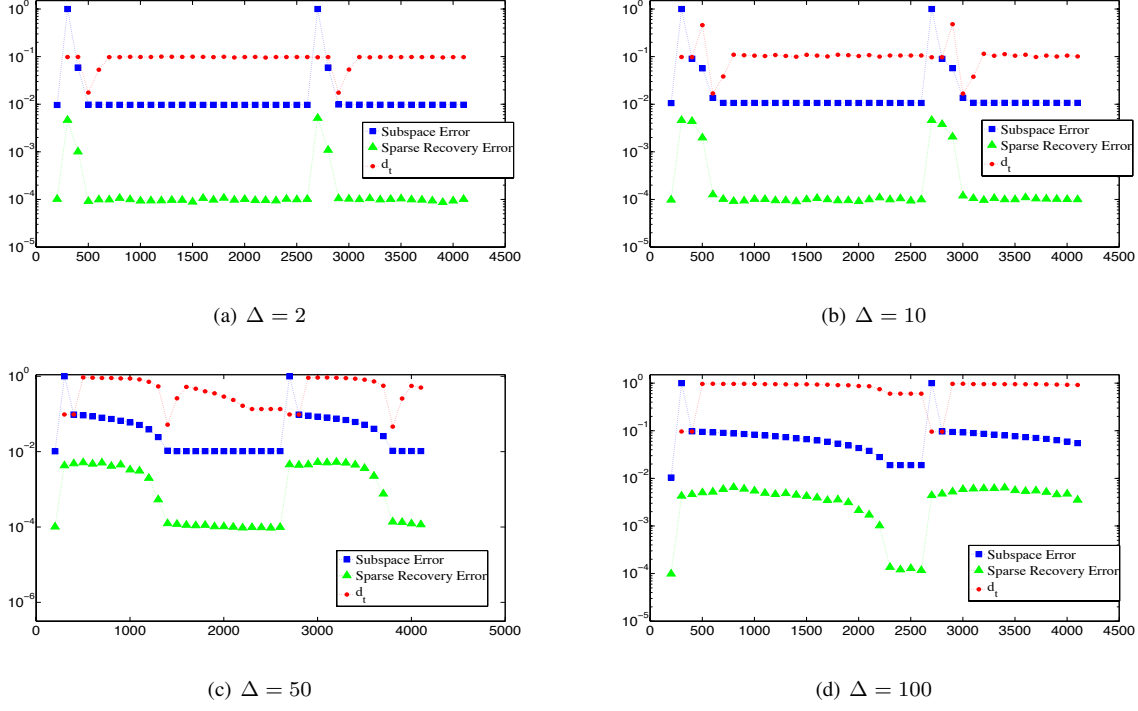 10^0
10^-1
10^-2
10^-3
10^-4
10^-5
0 500 1000 1500 2000 2500 3000 3500 4000 4500
Subspace Error
Sparse Recovery Error
d_t
(a) Δ = 2
10^0
10^-1
10^-2
10^-3
10^-4
10^-5
0 500 1000 1500 2000 2500 3000 3500 4000 4500
Subspace Error
Sparse Recovery Error
d_t
(b) Δ = 10
10^0
10^-2
10^-4
10^-6
0 1000 2000 3000 4000 5000
Subspace Error
Sparse Recovery Error
d_t
(c) Δ = 50
10^0
10^-1
10^-2
10^-3
10^-4
10^-5
0 500 1000 1500 2000 2500 3000 3500 4000 4500
Subspace Error
Sparse Recovery Error
d_t
(d) Δ = 100